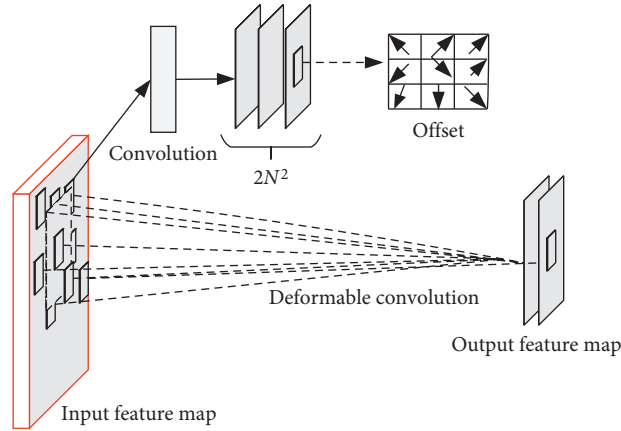 Convolution
Offset
2N²
Deformable convolution
Output feature map
Input feature map